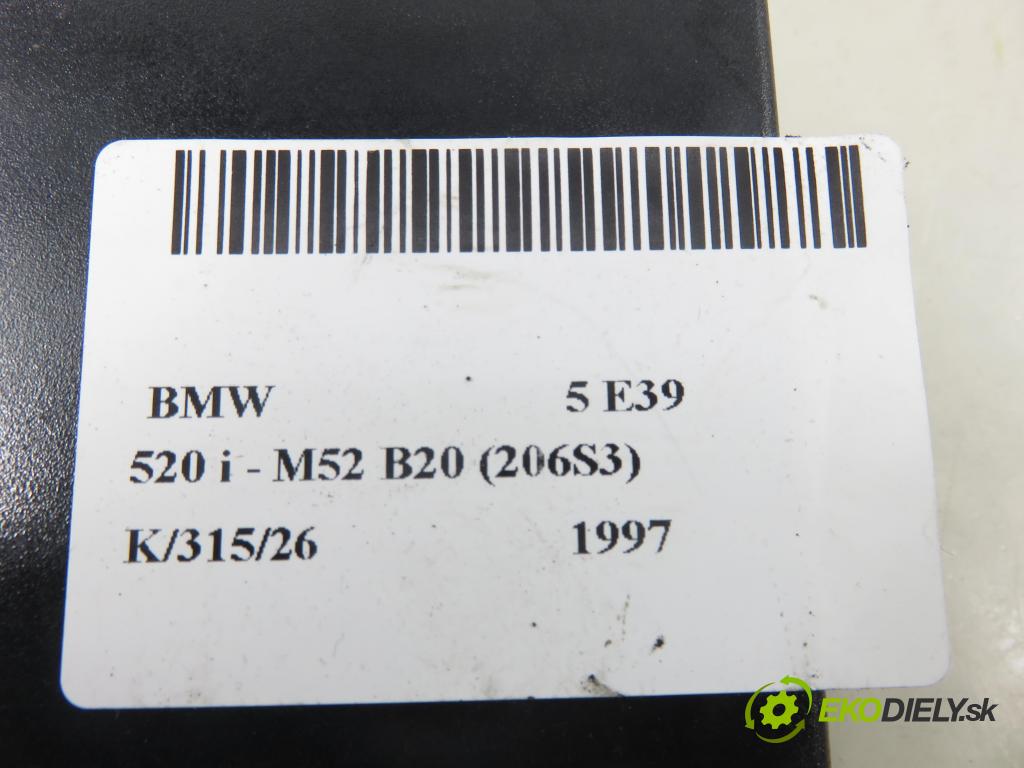 BMW 5 E39
520 i - M52 B20 (206S3)
K/315/26 1997
EKODIELY.sk